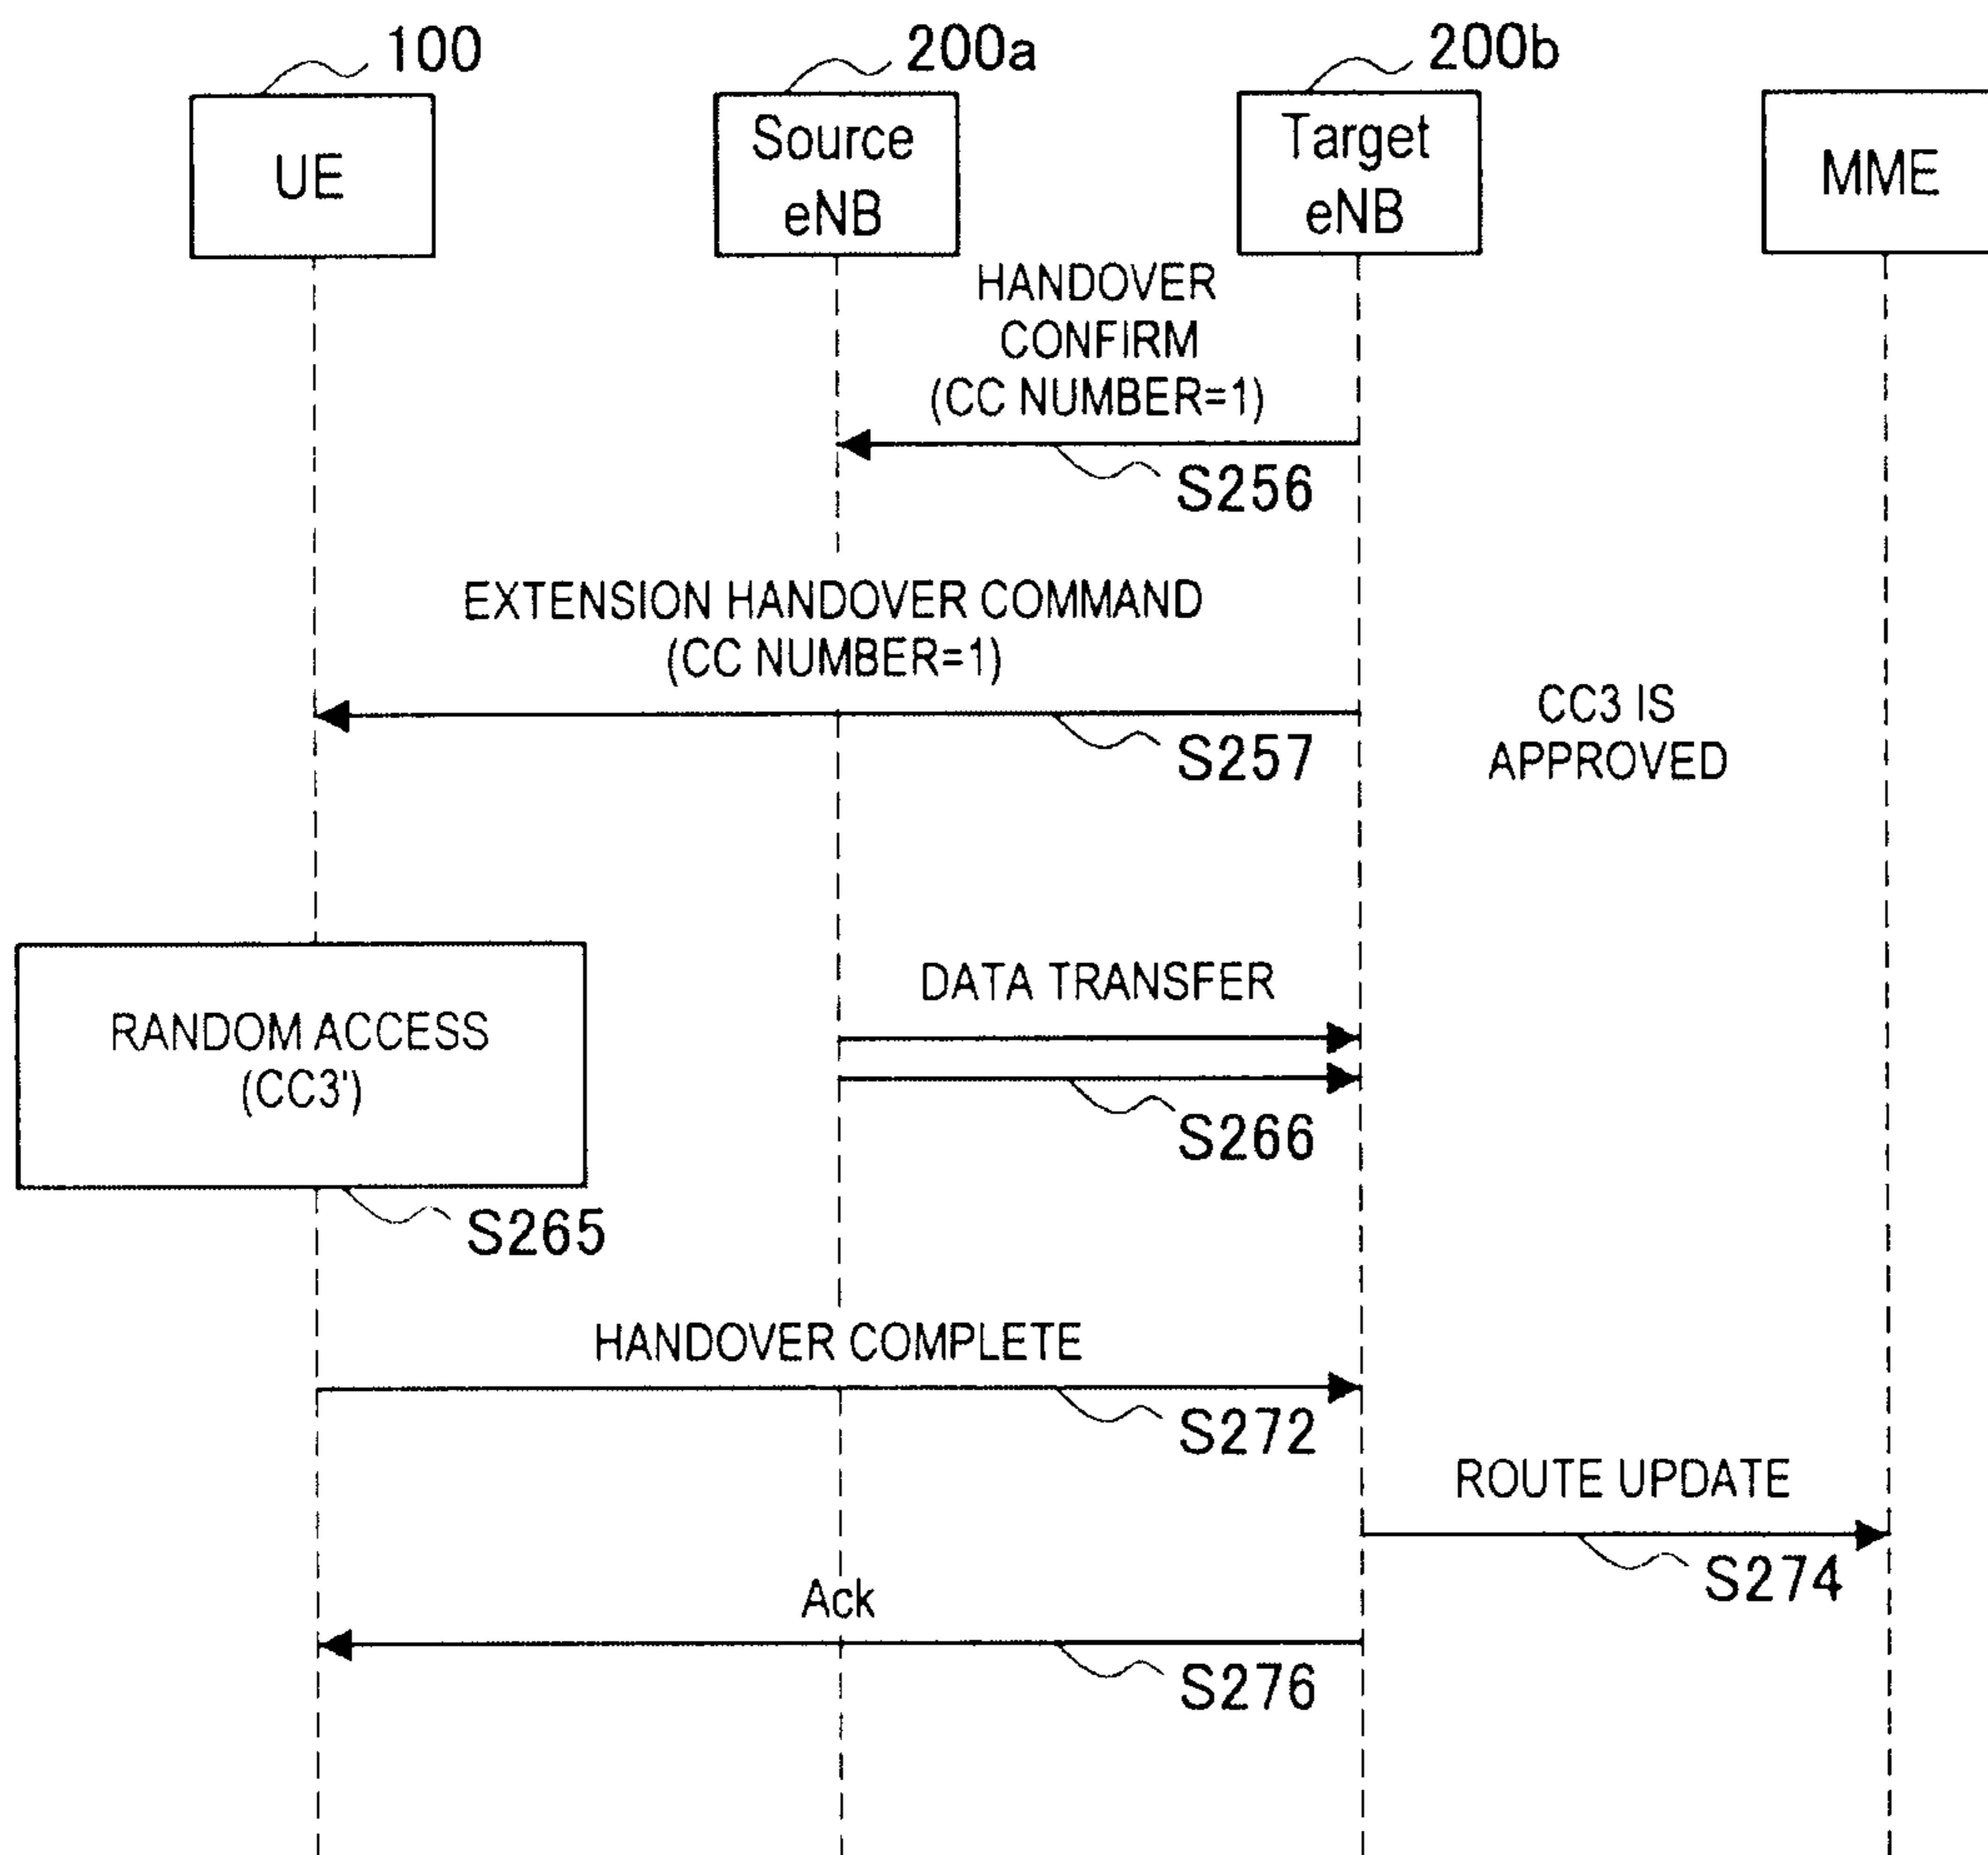 100
200a
200b
UE
Source
eNB
Target
eNB
MME
HANDOVER
CONFIRM
(CC NUMBER=1)
S256
EXTENSION HANDOVER COMMAND
(CC NUMBER=1)
S257
CC3 IS
APPROVED
RANDOM ACCESS
(CC3')
S265
DATA TRANSFER
S266
HANDOVER COMPLETE
S272
ROUTE UPDATE
S274
Ack
S276